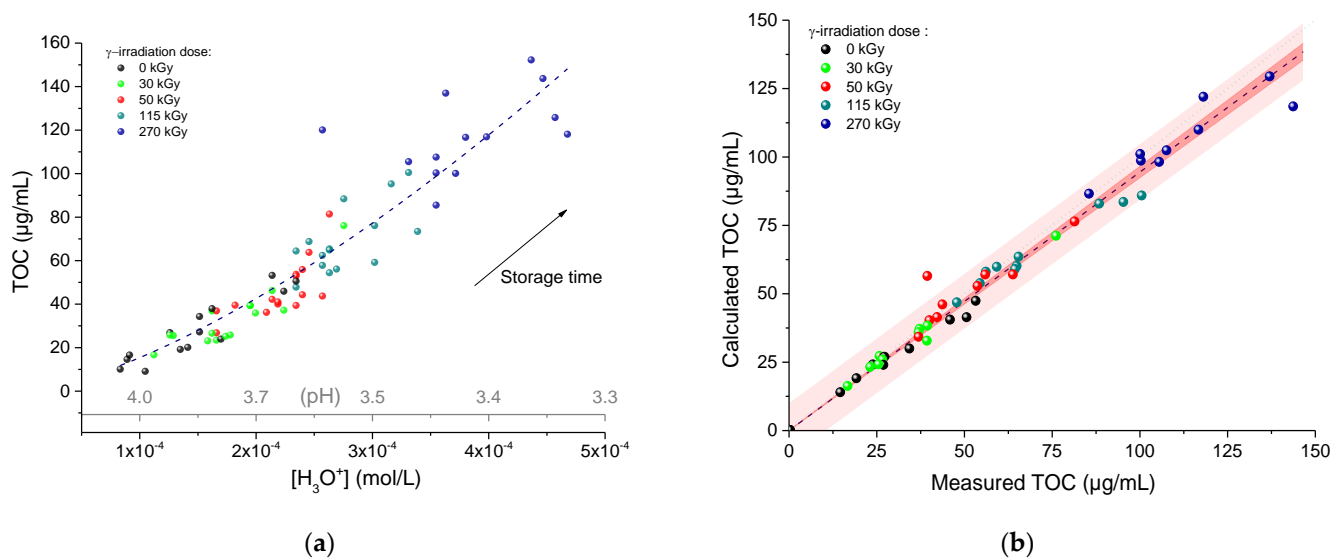 γ−irradiation dose:
0 kGy
30 kGy
50 kGy
115 kGy
270 kGy
TOC (µg/mL)
160
140
120
100
80
60
40
20
0
Storage time
4.0 3.7 (pH) 3.5 3.4 3.3
1x10⁻⁴ 2x10⁻⁴ 3x10⁻⁴ 4x10⁻⁴ 5x10⁻⁴
[H₃O⁺] (mol/L)
(a)
γ-irradiation dose :
0 kGy
30 kGy
50 kGy
115 kGy
270 kGy
Calculated TOC (µg/mL)
150
125
100
75
50
25
0
0 25 50 75 100 125 150
Measured TOC (µg/mL)
(b)